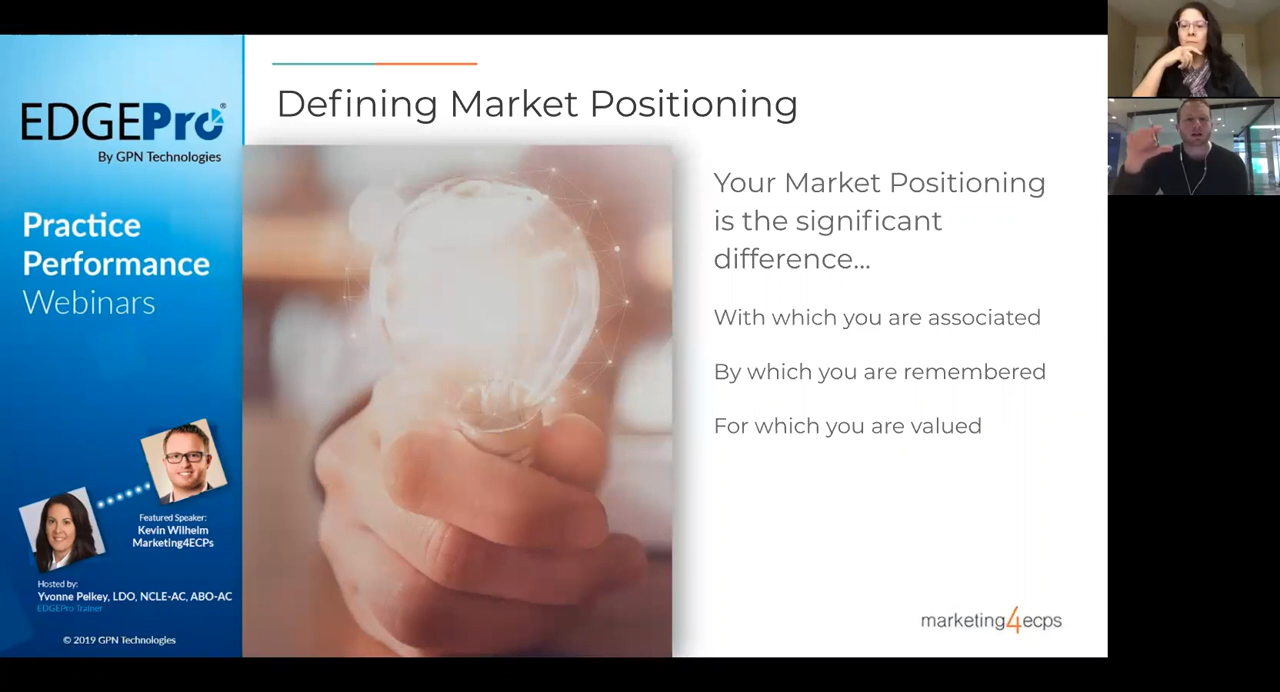 EDGEPro®
By GPN Technologies
Practice
Performance
Webinars
Featured Speaker:
Kevin Wilhelm
Marketing4ECPs
Hosted by:
Yvonne Pelkey, LDO, NCLE-AC, ABO-AC
EDGEPro Trainer
© 2019 GPN Technologies
Defining Market Positioning
Your Market Positioning
is the significant
difference...
With which you are associated
By which you are remembered
For which you are valued
marketing4ecps